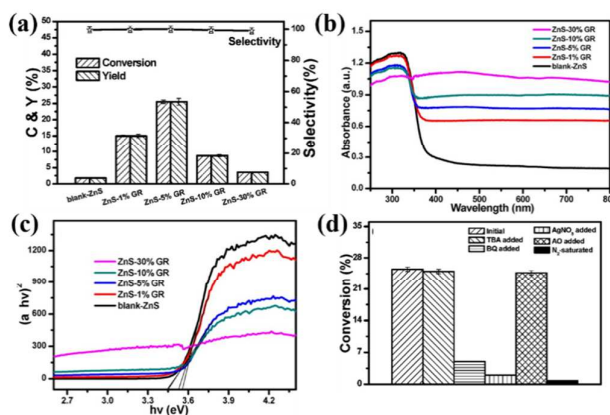 (a)
50
45
40
35
30
25
20
15
10
5
0
C & Y (%)
Selectivity
Conversion
Yield
100
80
60
40
20
0
Selectivity(%)
blank-ZnS
ZnS-1% GR
ZnS-5% GR
ZnS-10% GR
ZnS-30% GR
(b)
ZnS-30% GR
ZnS-10% GR
ZnS-5% GR
ZnS-1% GR
blank-ZnS
1.5
1.2
0.9
0.6
0.3
0.0
Absorbance (a.u.)
300 400 500 600 700 800
Wavelength (nm)
(c)
1200
900
600
300
0
(a hv)²
ZnS-30% GR
ZnS-10% GR
ZnS-5% GR
ZnS-1% GR
blank-ZnS
3.0 3.6 4.2
hv (eV)
(d)
35
28
21
14
7
0
Conversion (%)
Initial
TBA added
BQ added
AgNO₃ added
AO added
N₂-saturated